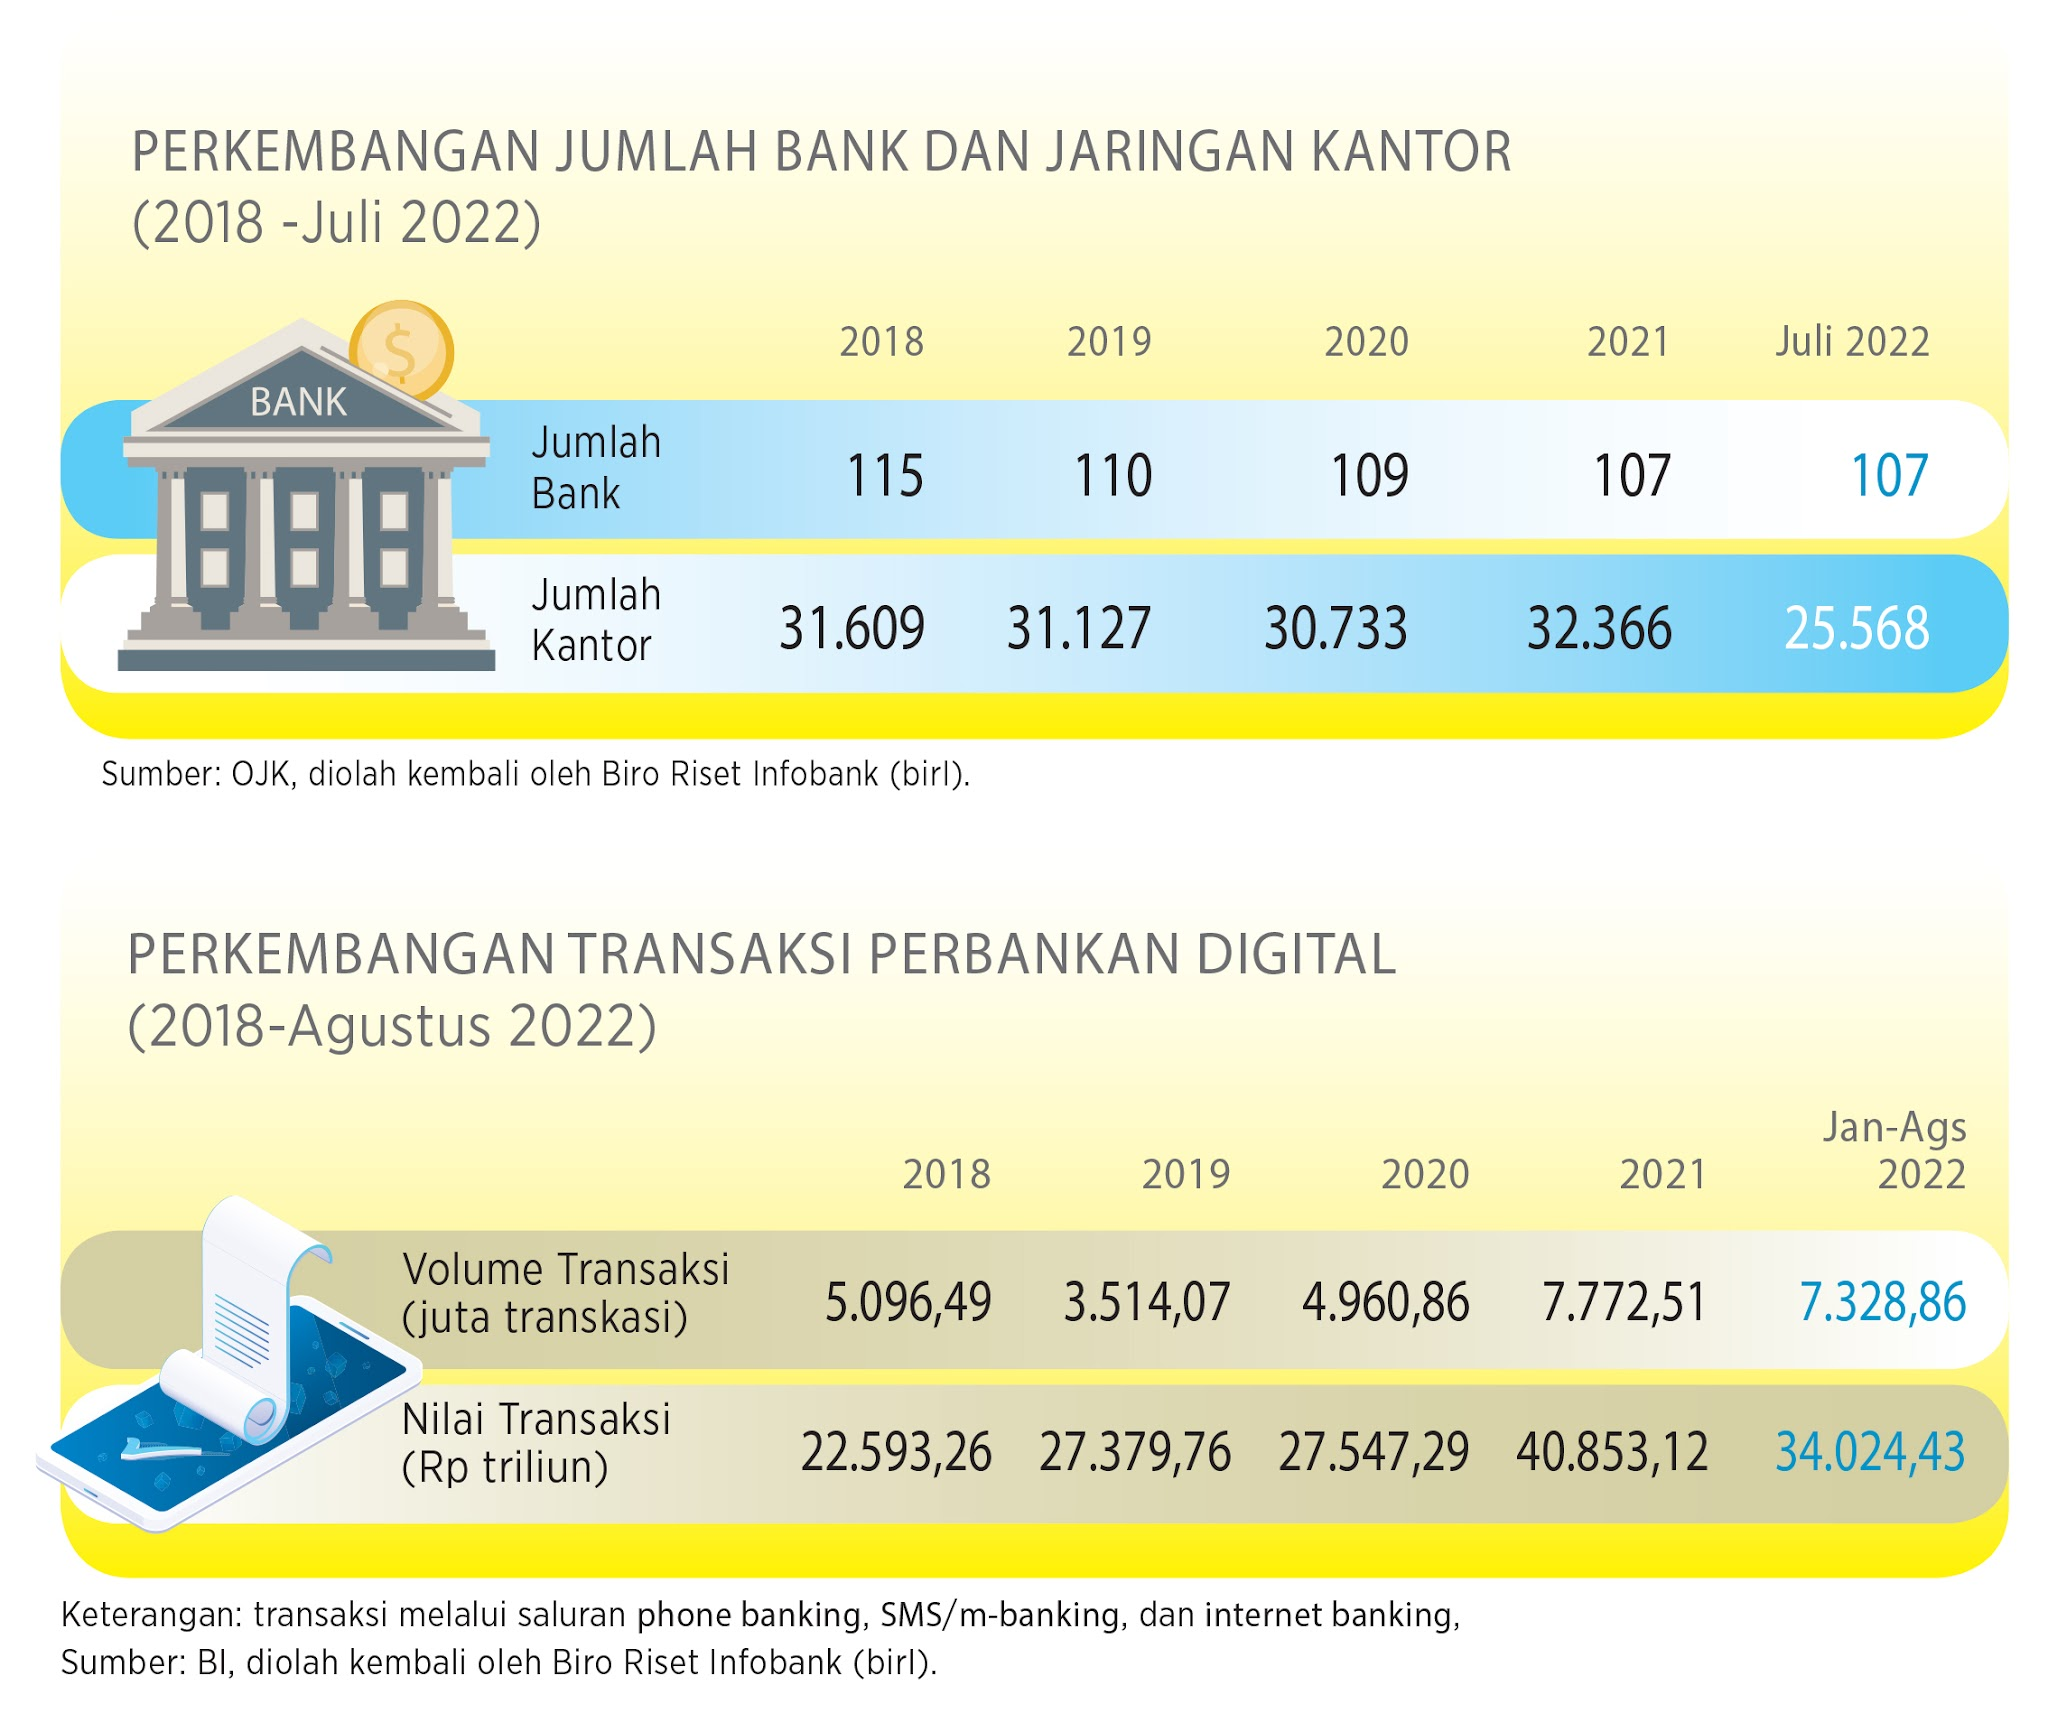 PERKEMBANGAN JUMLAH BANK DAN JARINGAN KANTOR
(2018 -Juli 2022)
$
BANK
2018 2019 2020 2021 Juli 2022
Jumlah
Bank
115 110 109 107 107
Jumlah
Kantor
31.609 31.127 30.733 32.366 25.568
Sumber: OJK, diolah kembali oleh Biro Riset Infobank (birI).
PERKEMBANGAN TRANSAKSI PERBANKAN DIGITAL
(2018-Agustus 2022)
2018 2019 2020 2021 Jan-Ags
2022
Volume Transaksi
(juta transkasi)
5.096,49 3.514,07 4.960,86 7.772,51 7.328,86
Nilai Transaksi
(Rp triliun)
22.593,26 27.379,76 27.547,29 40.853,12 34.024,43
Keterangan: transaksi melalui saluran phone banking, SMS/m-banking, dan internet banking,
Sumber: BI, diolah kembali oleh Biro Riset Infobank (birI).